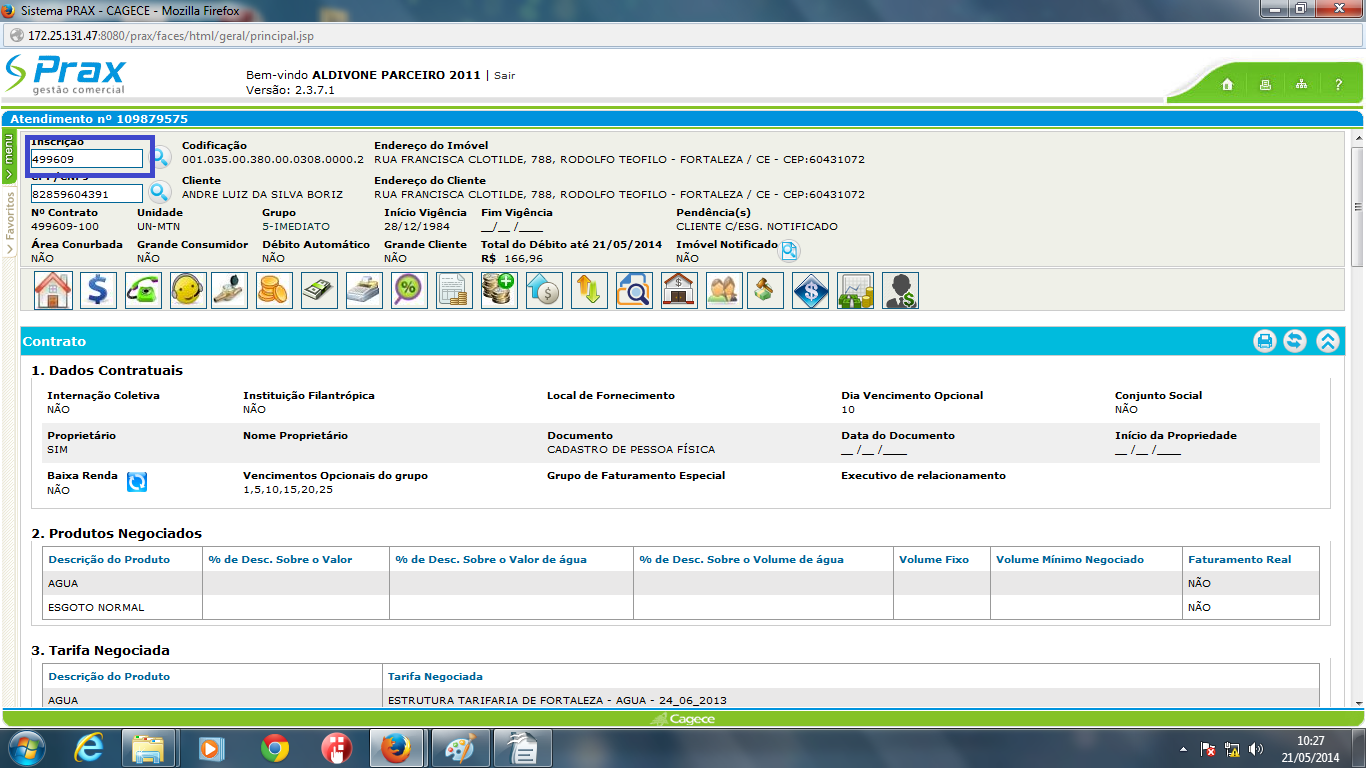 Sistema PRAX - CAGECE - Mozilla Firefox
172.25.131.47:8080/prax/faces/html/geral/principal.jsp
Prax
gestão comercial
Bem-vindo ALDIVONE PARCEIRO 2011 | Sair
Versão: 2.3.7.1
Atendimento nº 109879575
menu
Favoritos
Inscrição Codificação Endereço do Imóvel
499609 001.035.00.380.00.0308.0000.2 RUA FRANCISCA CLOTILDE, 788, RODOLFO TEOFILO - FORTALEZA / CE - CEP:60431072
Cliente Endereço do Cliente
82859604391 ANDRE LUIZ DA SILVA BORIZ RUA FRANCISCA CLOTILDE, 788, RODOLFO TEOFILO - FORTALEZA / CE - CEP:60431072
Nº Contrato Unidade Grupo Início Vigência Fim Vigência Pendência(s)
499609-100 UN-MTN 5-IMEDIATO 28/12/1984 __/__ /____ CLIENTE C/ESG. NOTIFICADO
Área Conurbada Grande Consumidor Débito Automático Grande Cliente Total do Débito até 21/05/2014 Imóvel Notificado
NÃO NÃO NÃO NÃO R$ 166,96 NÃO
Contrato
1. Dados Contratuais
Internação Coletiva Instituição Filantrópica Local de Fornecimento Dia Vencimento Opcional Conjunto Social
NÃO NÃO 10 NÃO
Proprietário Nome Proprietário Documento Data do Documento Início da Propriedade
SIM CADASTRO DE PESSOA FÍSICA __ /__ /____ __ /__ /____
Baixa Renda Vencimentos Opcionais do grupo Grupo de Faturamento Especial Executivo de relacionamento
NÃO 1,5,10,15,20,25
2. Produtos Negociados
Descrição do Produto % de Desc. Sobre o Valor % de Desc. Sobre o Valor de água % de Desc. Sobre o Volume de água Volume Fixo Volume Mínimo Negociado Faturamento Real
AGUA NÃO
ESGOTO NORMAL NÃO
3. Tarifa Negociada
Descrição do Produto Tarifa Negociada
AGUA ESTRUTURA TARIFARIA DE FORTALEZA - AGUA - 24_06_2013
Cagece
10:27
21/05/2014